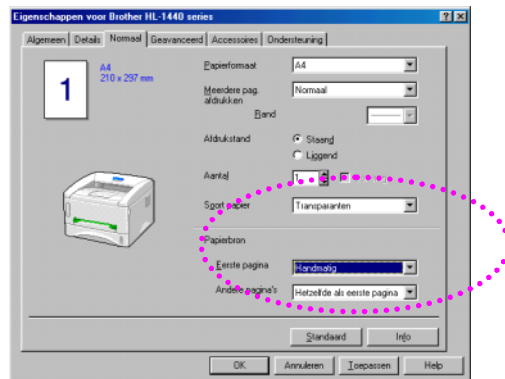 Eigenschappen voor Brother HL-1440 series
Algemeen Details Normaal Geavanceerd Accessoires Ondersteuning
1
A4
210 x 297 mm
Papierformaat A4
Meerdere pag. afdrukken Normaal
Rand
Afdrukstand Staand
Liggend
Aantal 1
Soort papier Transparanten
Papierbron
Eerste pagina Handmatig
Andere pagina's Hetzelfde als eerste pagina
Standaard Info
OK Annuleren Toepassen Help